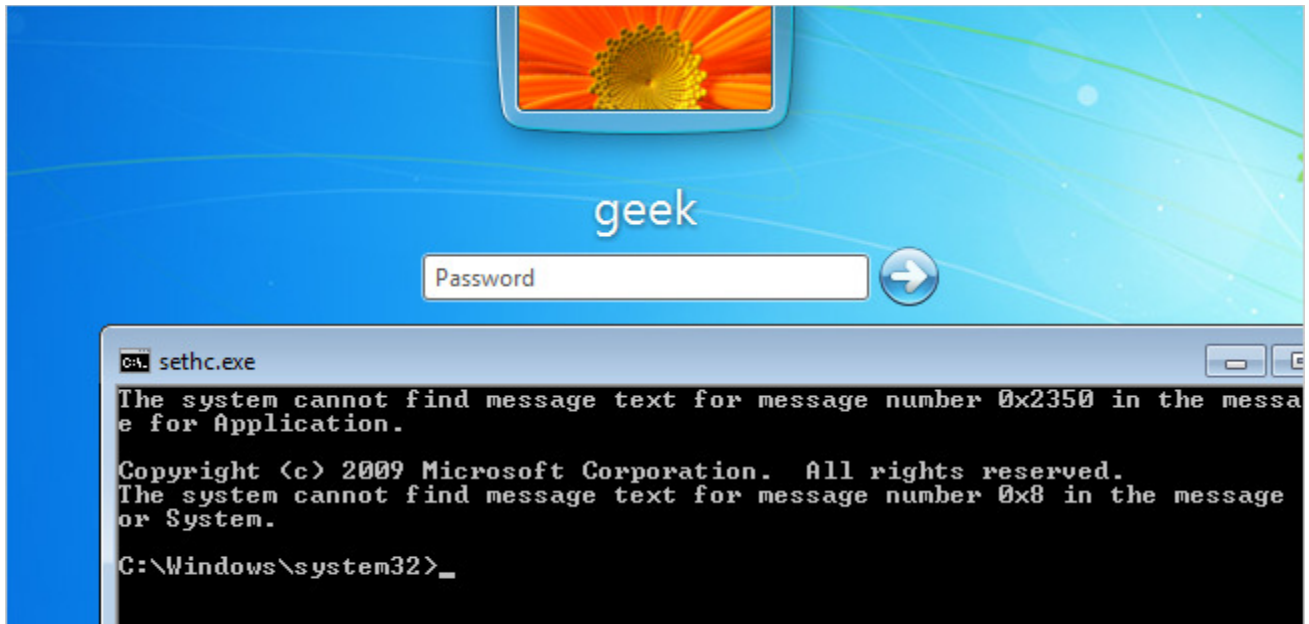 geek
Password
C:\. sethc.exe
The system cannot find message text for message number 0x2350 in the messa
e for Application.
Copyright (c) 2009 Microsoft Corporation.  All rights reserved.
The system cannot find message text for message number 0x8 in the message
or System.
C:\Windows\system32>_